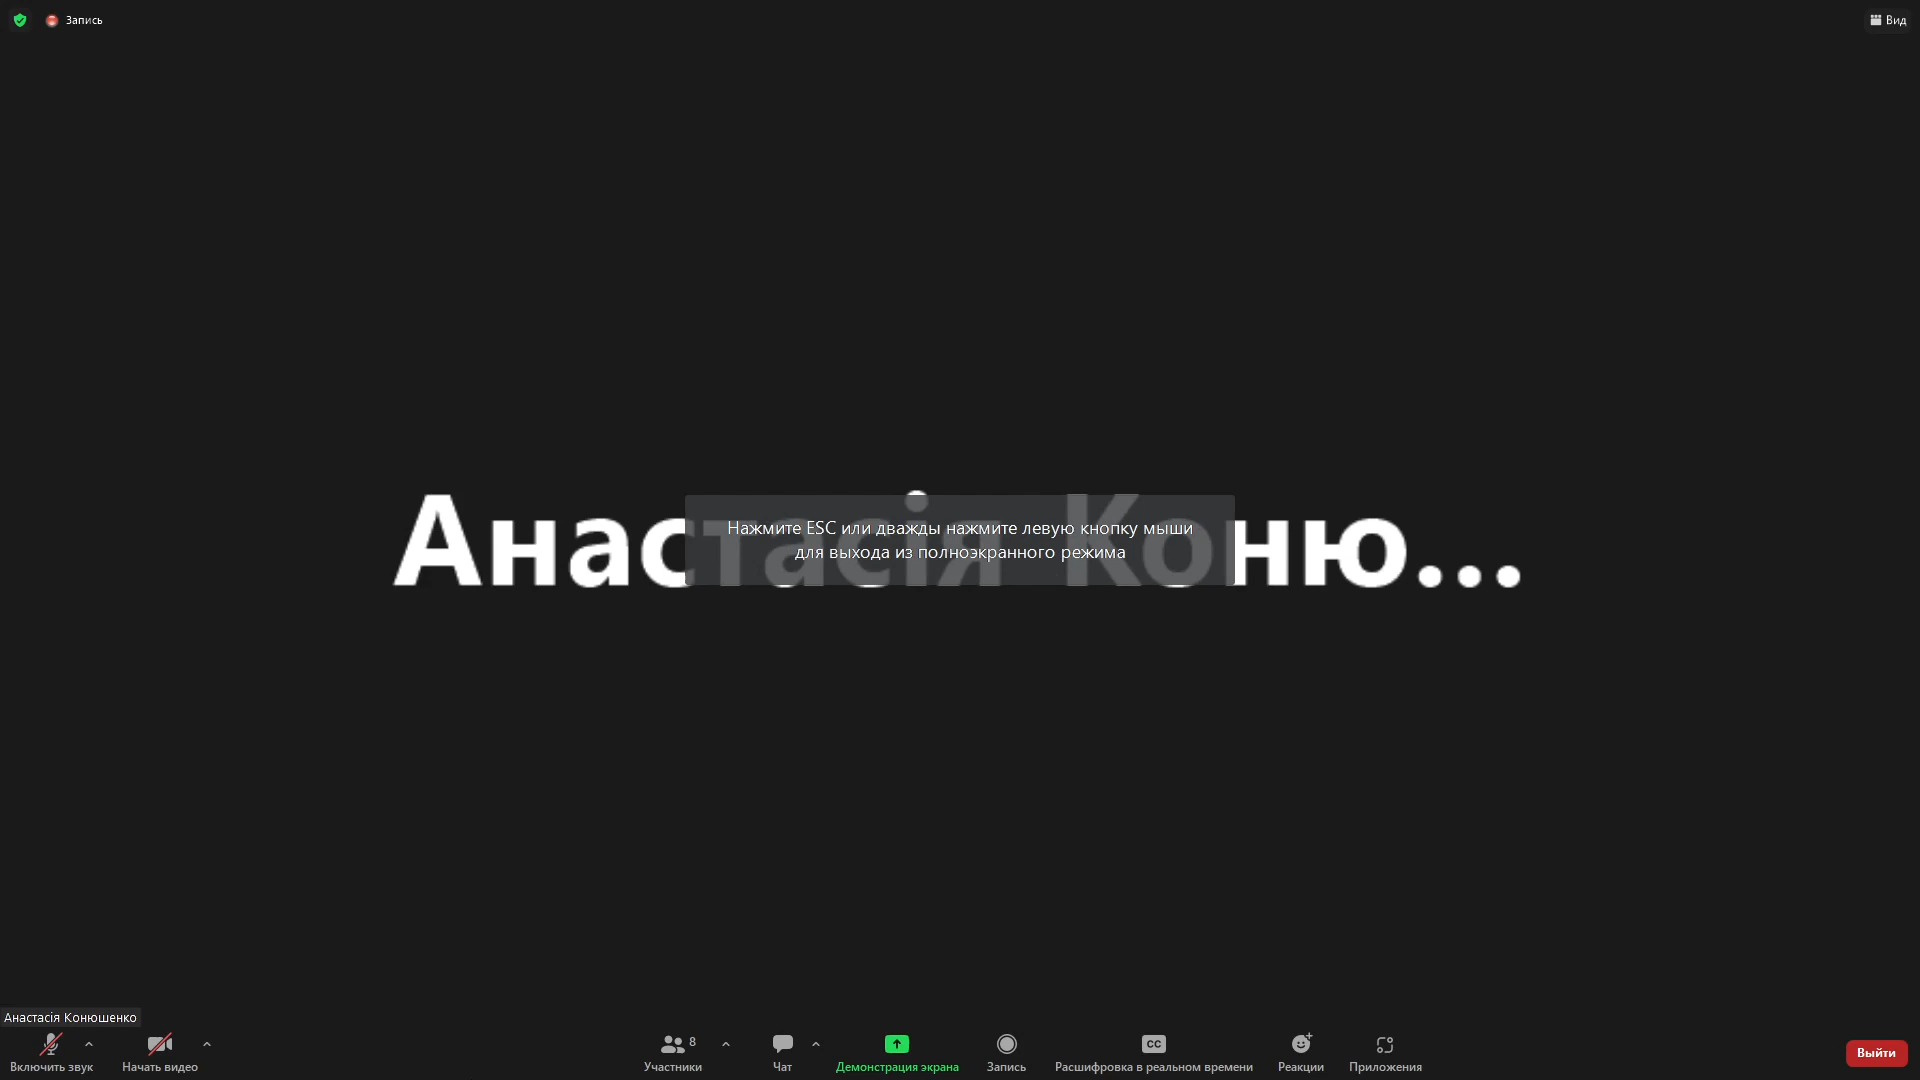 Запись
Вид
Анастасія Коню...
Нажмите ESC или дважды нажмите левую кнопку мыши
для выхода из полноэкранного режима
Анастасія Конюшенко
Включить звук
Начать видео
8
Участники
Чат
Демонстрация экрана
Запись
CC
Расшифровка в реальном времени
Реакции
Приложения
Выйти